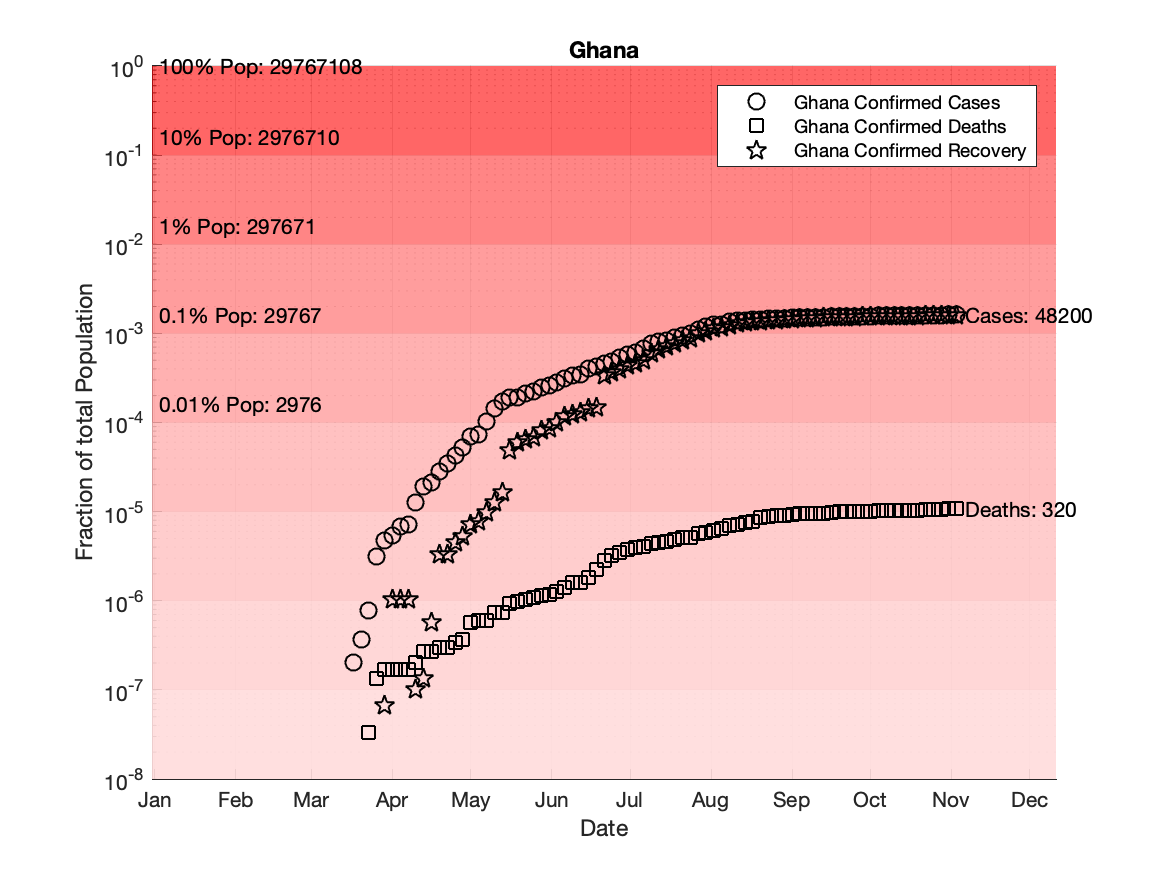 Ghana
10^0
100% Pop: 29767108
Ghana Confirmed Cases
Ghana Confirmed Deaths
Ghana Confirmed Recovery
10% Pop: 2976710
10^-1
1% Pop: 297671
10^-2
0.1% Pop: 29767
Cases: 48200
10^-3
0.01% Pop: 2976
10^-4
Deaths: 320
10^-5
10^-6
10^-7
10^-8
Fraction of total Population
Jan Feb Mar Apr May Jun Jul Aug Sep Oct Nov Dec
Date